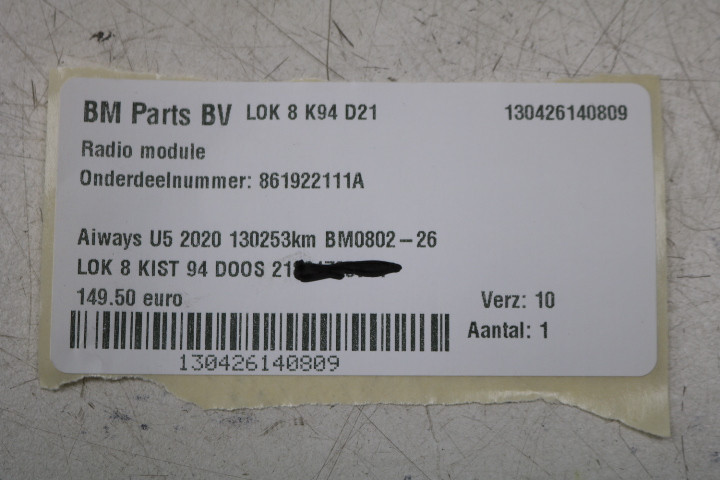 BM Parts BV LOK 8 K94 D21 130426140809
Radio module
Onderdeelnummer: 861922111A
Aiways U5 2020 130253km BM0802-26
LOK 8 KIST 94 DOOS
149.50 euro Verz: 10
Aantal: 1
130426140809